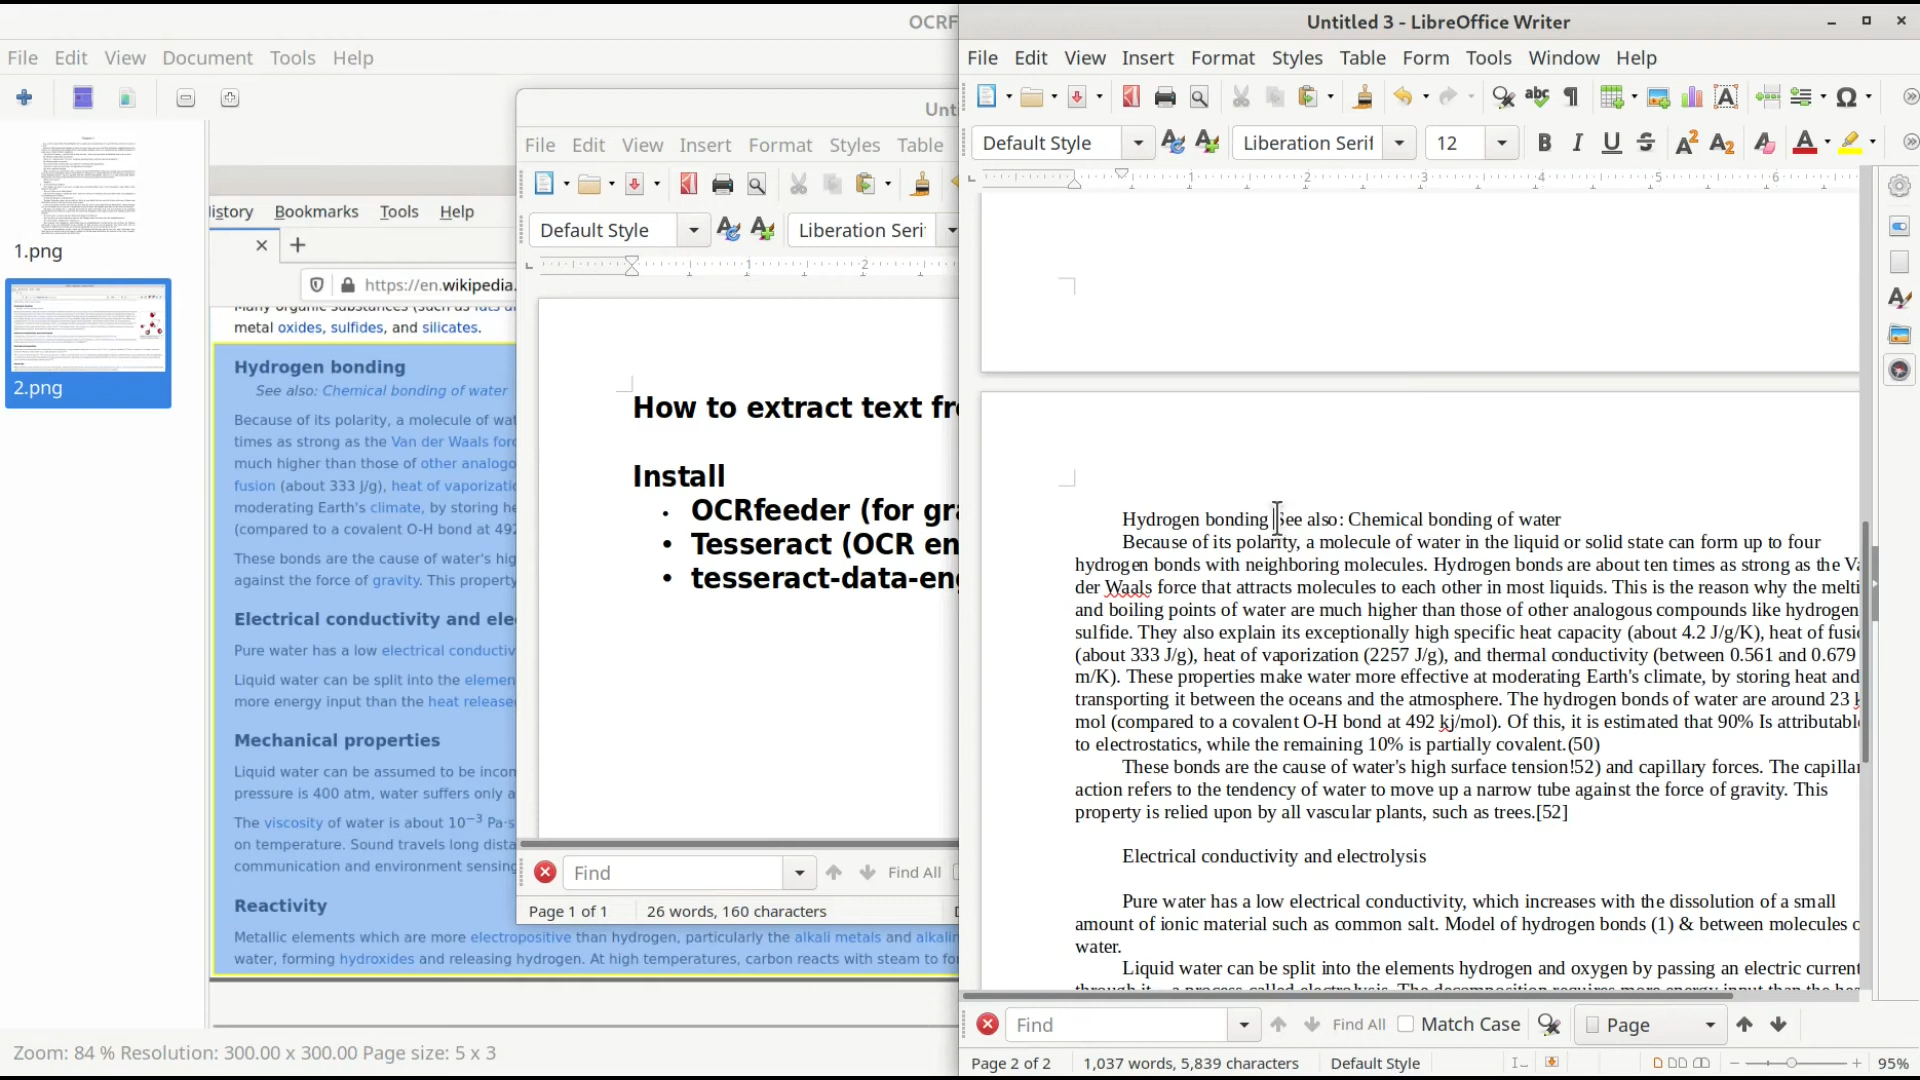 OCRF
File Edit View Document Tools Help
1.png
2.png
Zoom: 84 % Resolution: 300.00 x 300.00 Page size: 5 x 3
Bookmarks Tools Help
https://en.wikipedia.
metal oxides, sulfides, and silicates.
Hydrogen bonding
See also: Chemical bonding of water
Because of its polarity, a molecule of
times as strong as the Van der Waals
much higher than those of other
fusion (about 333 J/g), heat of
moderating Earth's climate, by storing
(compared to a covalent O-H bond at 492
These bonds are the cause of water's
against the force of gravity. This property
Electrical conductivity and
Pure water has a low electrical
Liquid water can be split into the
more energy input than the heat
Mechanical properties
Liquid water can be assumed to be
pressure is 400 atm, water suffers only a
The viscosity of water is about 10⁻³ Pa·s
on temperature. Sound travels long
communication and environment
Reactivity
Metallic elements which are more electropositive than hydrogen, particularly the alkali metals and
water, forming hydroxides and releasing hydrogen. At high temperatures, carbon reacts with steam to
Unt
File Edit View Insert Format Styles Table
Default Style Liberation Seri
1 2
How to extract text
Install
• OCRfeeder (for
• Tesseract (OCR
• tesseract-data-eng
Find Find All
Page 1 of 1 26 words, 160 characters
Untitled 3 - LibreOffice Writer
File Edit View Insert Format Styles Table Form Tools Window Help
Default Style Liberation Serif 12
1 2 3 4 5 6
Hydrogen bonding See also: Chemical bonding of water
Because of its polarity, a molecule of water in the liquid or solid state can form up to four
hydrogen bonds with neighboring molecules. Hydrogen bonds are about ten times as strong as the
der Waals force that attracts molecules to each other in most liquids. This is the reason why the
and boiling points of water are much higher than those of other analogous compounds like hydrogen
sulfide. They also explain its exceptionally high specific heat capacity (about 4.2 J/g/K), heat of
(about 333 J/g), heat of vaporization (2257 J/g), and thermal conductivity (between 0.561 and 0.679
m/K). These properties make water more effective at moderating Earth's climate, by storing heat and
transporting it between the oceans and the atmosphere. The hydrogen bonds of water are around 23
mol (compared to a covalent O-H bond at 492 kj/mol). Of this, it is estimated that 90% Is
to electrostatics, while the remaining 10% is partially covalent.(50)
These bonds are the cause of water's high surface tension!52) and capillary forces. The
action refers to the tendency of water to move up a narrow tube against the force of gravity. This
property is relied upon by all vascular plants, such as trees.[52]
Electrical conductivity and electrolysis
Pure water has a low electrical conductivity, which increases with the dissolution of a small
amount of ionic material such as common salt. Model of hydrogen bonds (1) & between molecules
water.
Liquid water can be split into the elements hydrogen and oxygen by passing an electric current
Find Find All Match Case Page
Page 2 of 2 1,037 words, 5,839 characters Default Style 95%